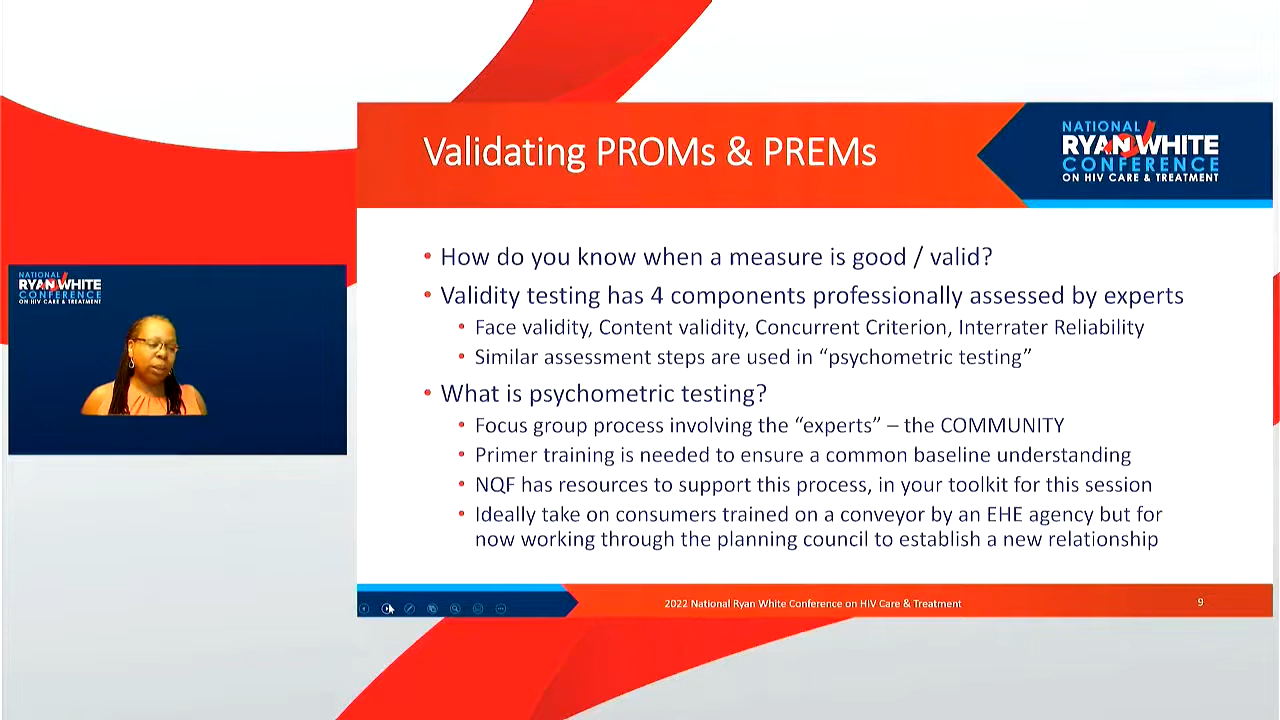 Validating PROMs & PREMs
NATIONAL
RYAN WHITE
CONFERENCE
ON HIV CARE & TREATMENT
• How do you know when a measure is good / valid?
• Validity testing has 4 components professionally assessed by experts
• Face validity, Content validity, Concurrent Criterion, Interrater Reliability
• Similar assessment steps are used in “psychometric testing”
• What is psychometric testing?
• Focus group process involving the “experts” – the COMMUNITY
• Primer training is needed to ensure a common baseline understanding
• NQF has resources to support this process, in your toolkit for this session
• Ideally take on consumers trained on a conveyor by an EHE agency but for
now working through the planning council to establish a new relationship
2022 National Ryan White Conference on HIV Care & Treatment
9
NATIONAL
RYAN WHITE
CONFERENCE
ON HIV CARE & TREATMENT